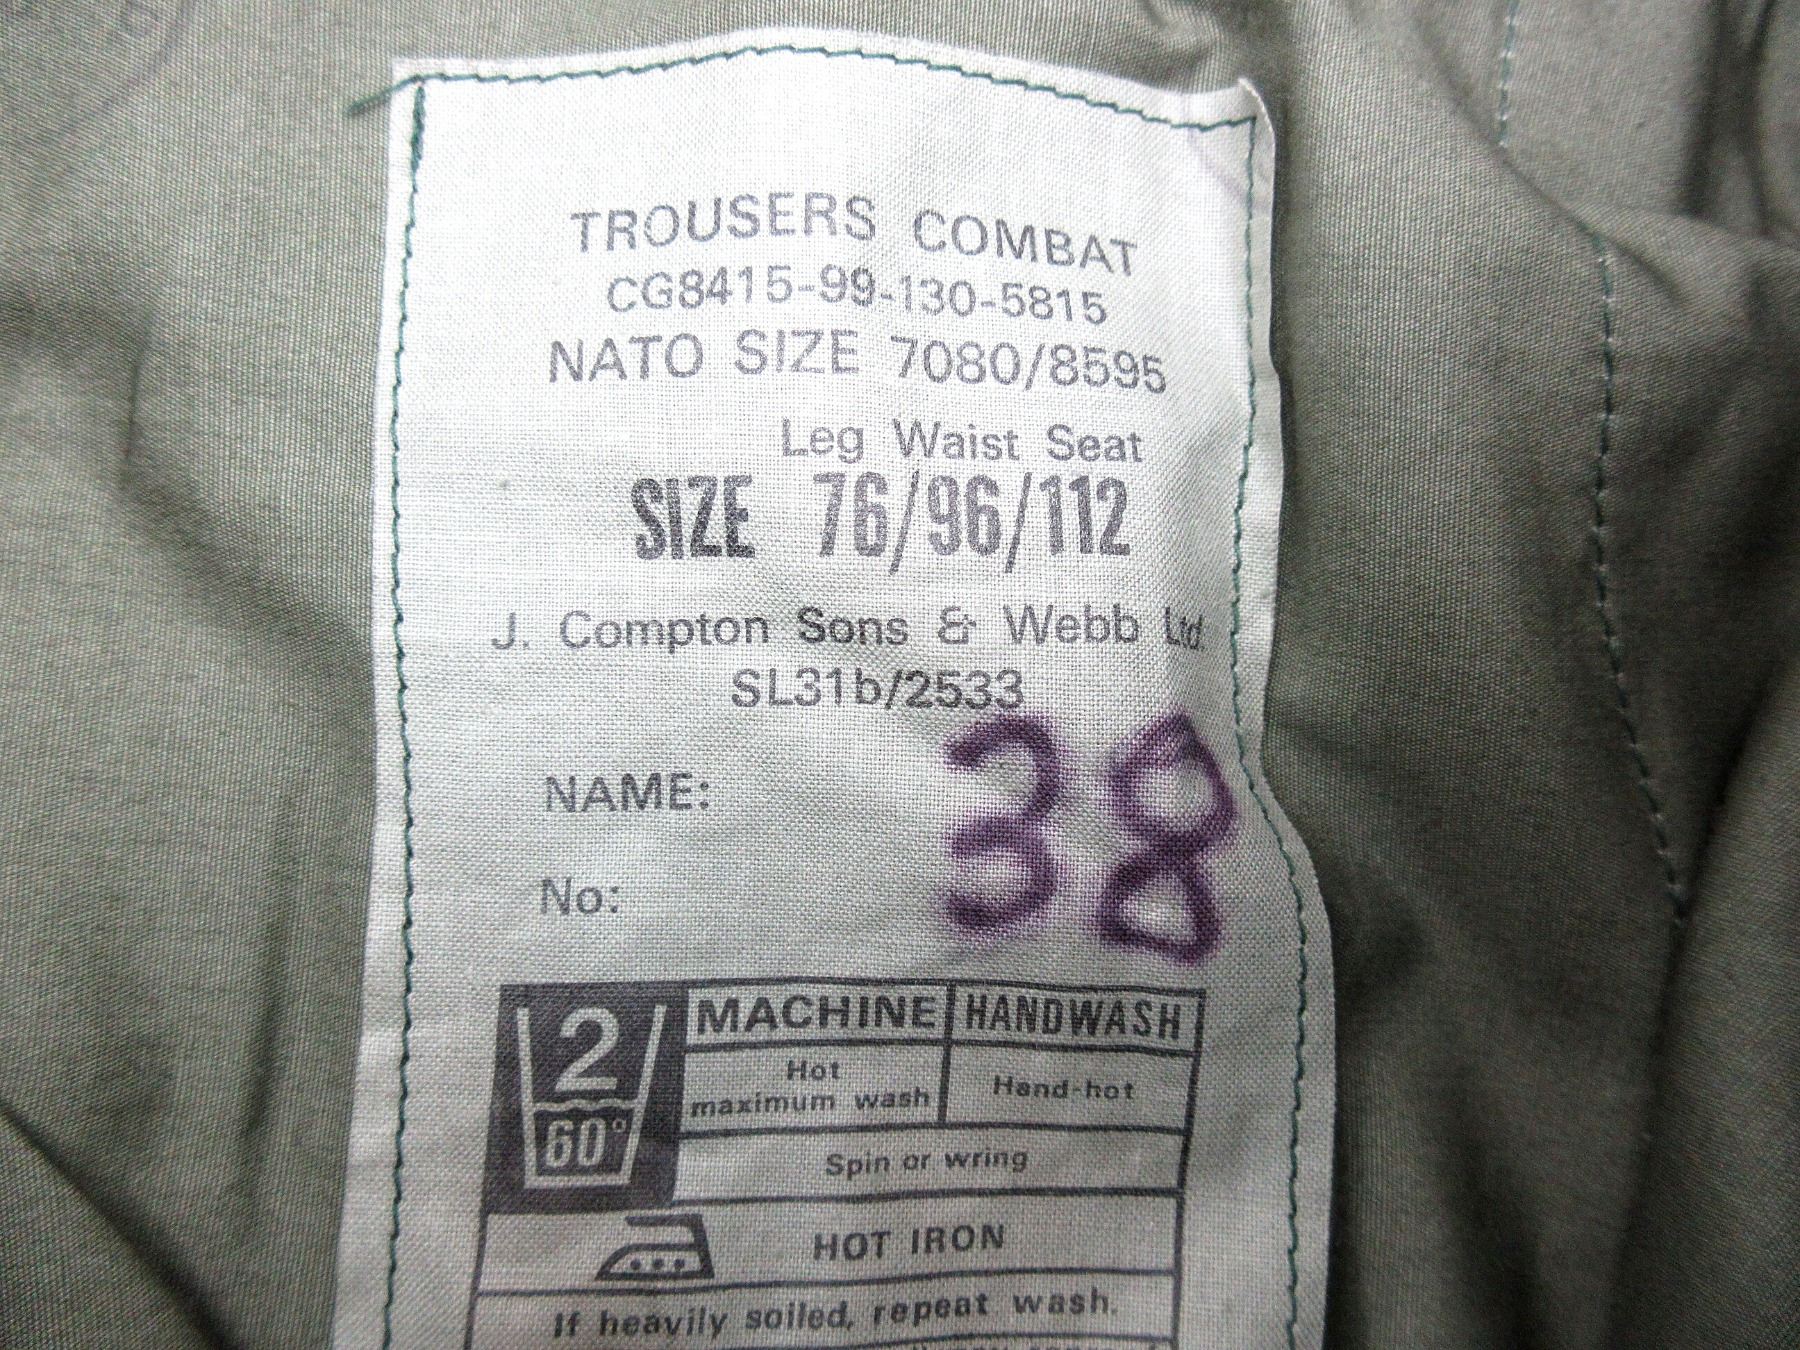 TROUSERS COMBAT
CG8415-99-130-5815
NATO SIZE 7080/8595
Leg Waist Seat
SIZE 76/96/112
J. Compton Sons & Webb Ltd.
SL31b/2533
38
NAME:
No:
2 MACHINE HANDWASH
60° Hot maximum wash Hand-hot
Spin or wring
HOT IRON
If heavily soiled, repeat wash.